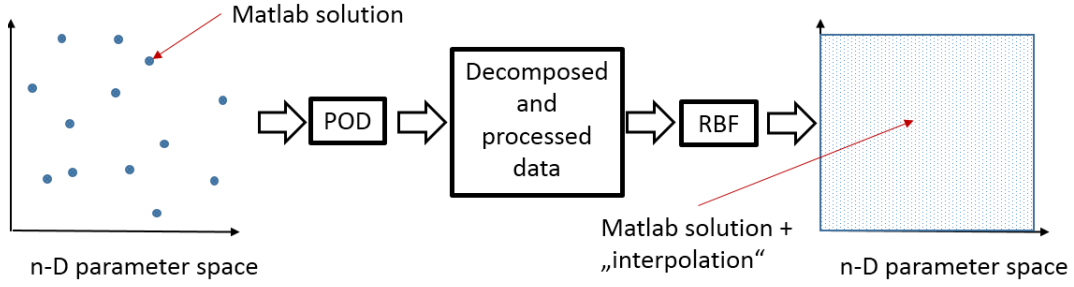 Matlab solution
n-D parameter space
POD
Decomposed
and
processed
data
RBF
Matlab solution +
„interpolation“
n-D parameter space